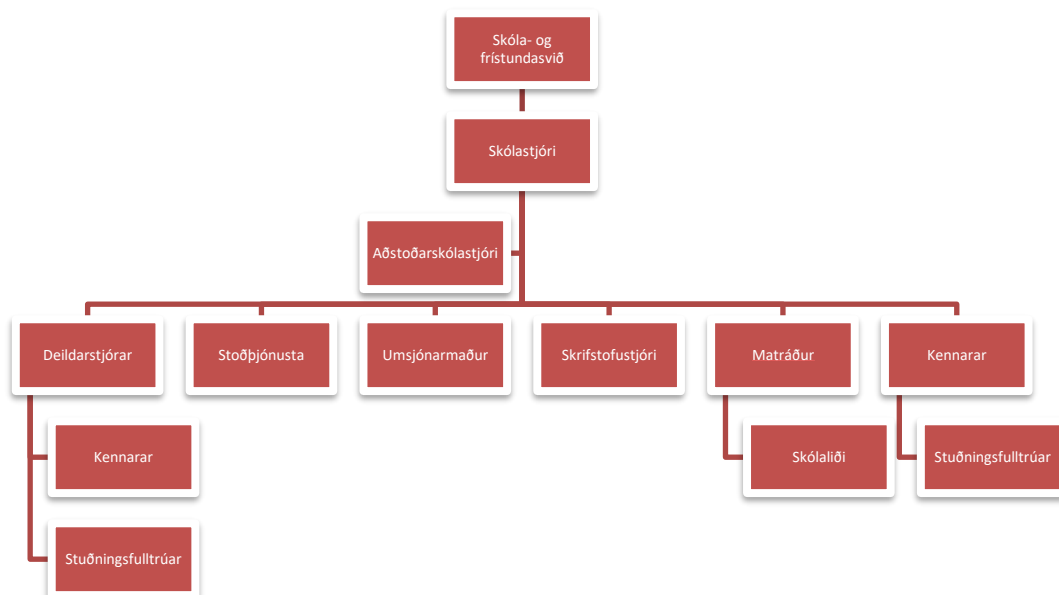 Skóla- og
frístundasvið
Skólastjóri
Aðstoðarskólastjóri
Deildarstjórar
Stoðþjónusta
Umsjónarmaður
Skrifstofustjóri
Matráður
Kennarar
Kennarar
Skólaliði
Stuðningsfulltrúar
Stuðningsfulltrúar